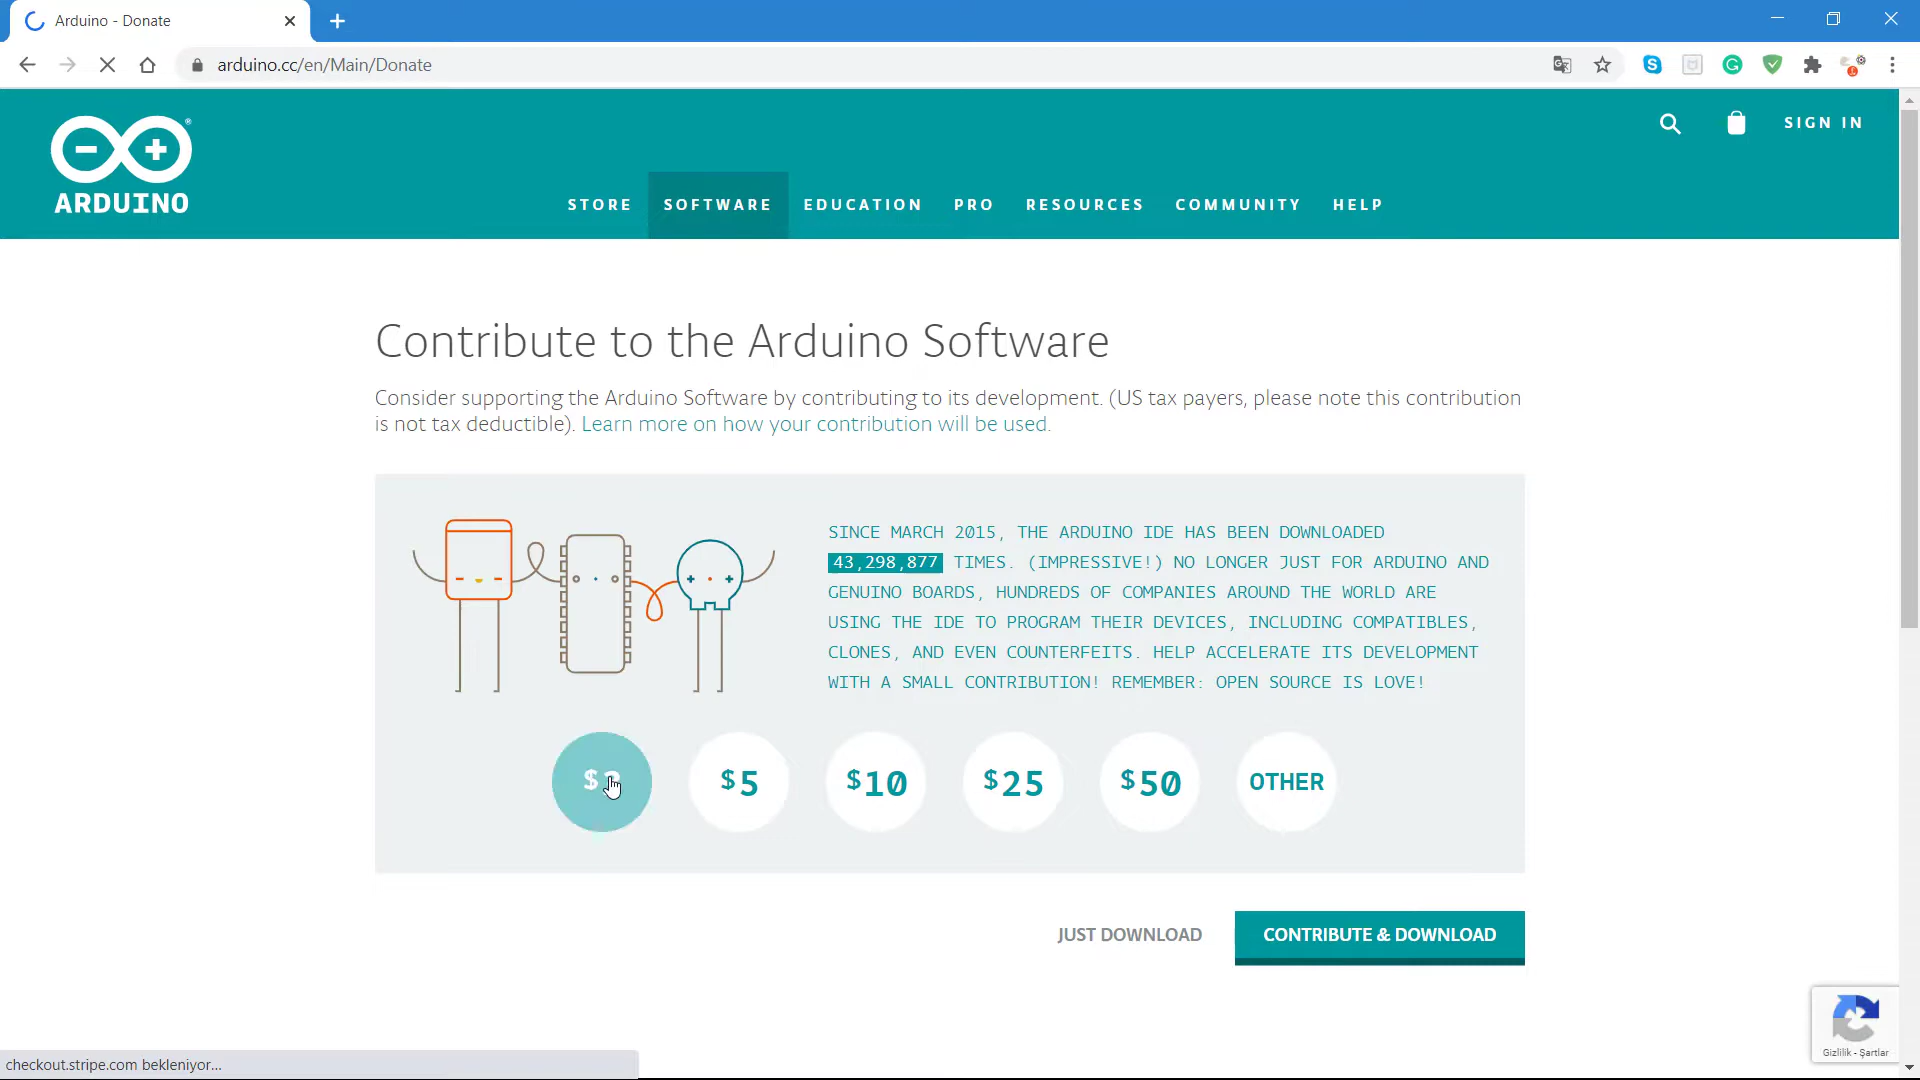 Arduino - Donate
arduino.cc/en/Main/Donate
SIGN IN
ARDUINO
STORE SOFTWARE EDUCATION PRO RESOURCES COMMUNITY HELP
Contribute to the Arduino Software
Consider supporting the Arduino Software by contributing to its development. (US tax payers, please note this contribution
is not tax deductible). Learn more on how your contribution will be used.
SINCE MARCH 2015, THE ARDUINO IDE HAS BEEN DOWNLOADED
43,298,877 TIMES. (IMPRESSIVE!) NO LONGER JUST FOR ARDUINO AND
GENUINO BOARDS, HUNDREDS OF COMPANIES AROUND THE WORLD ARE
USING THE IDE TO PROGRAM THEIR DEVICES, INCLUDING COMPATIBLES,
CLONES, AND EVEN COUNTERFEITS. HELP ACCELERATE ITS DEVELOPMENT
WITH A SMALL CONTRIBUTION! REMEMBER: OPEN SOURCE IS LOVE!
$ $5 $10 $25 $50 OTHER
JUST DOWNLOAD CONTRIBUTE & DOWNLOAD
Gizlilik - Şartlar
checkout.stripe.com bekleniyor...